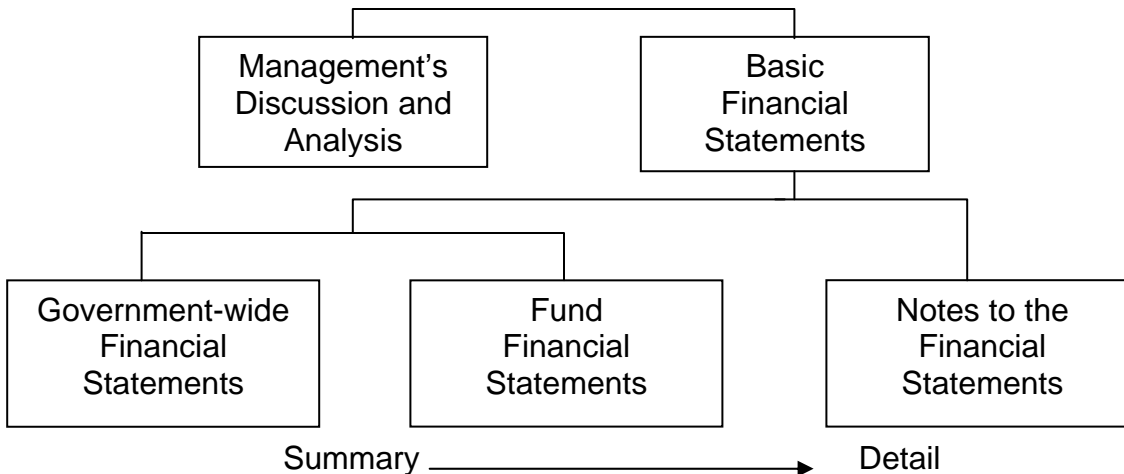 Management’s
Discussion and
Analysis
Basic
Financial
Statements
Government-wide
Financial
Statements
Fund
Financial
Statements
Notes to the
Financial
Statements
Summary
Detail